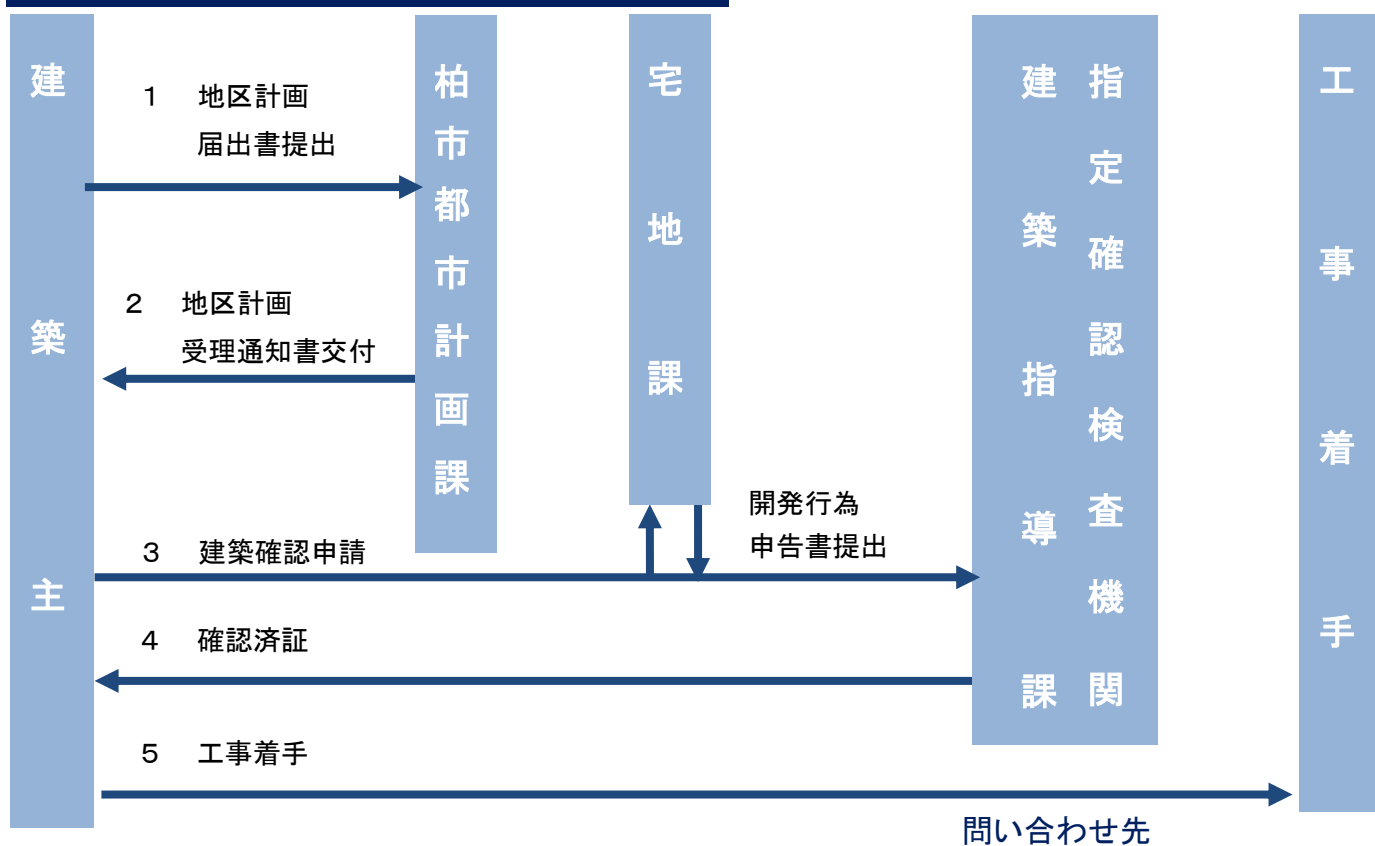 建築主
1 地区計画
届出書提出
2 地区計画
受理通知書交付
柏市都市計画課
宅地課
3 建築確認申請
開発行為
申告書提出
4 確認済証
5 工事着手
指定確認検査機関
建築指導課
工事着手
問い合わせ先